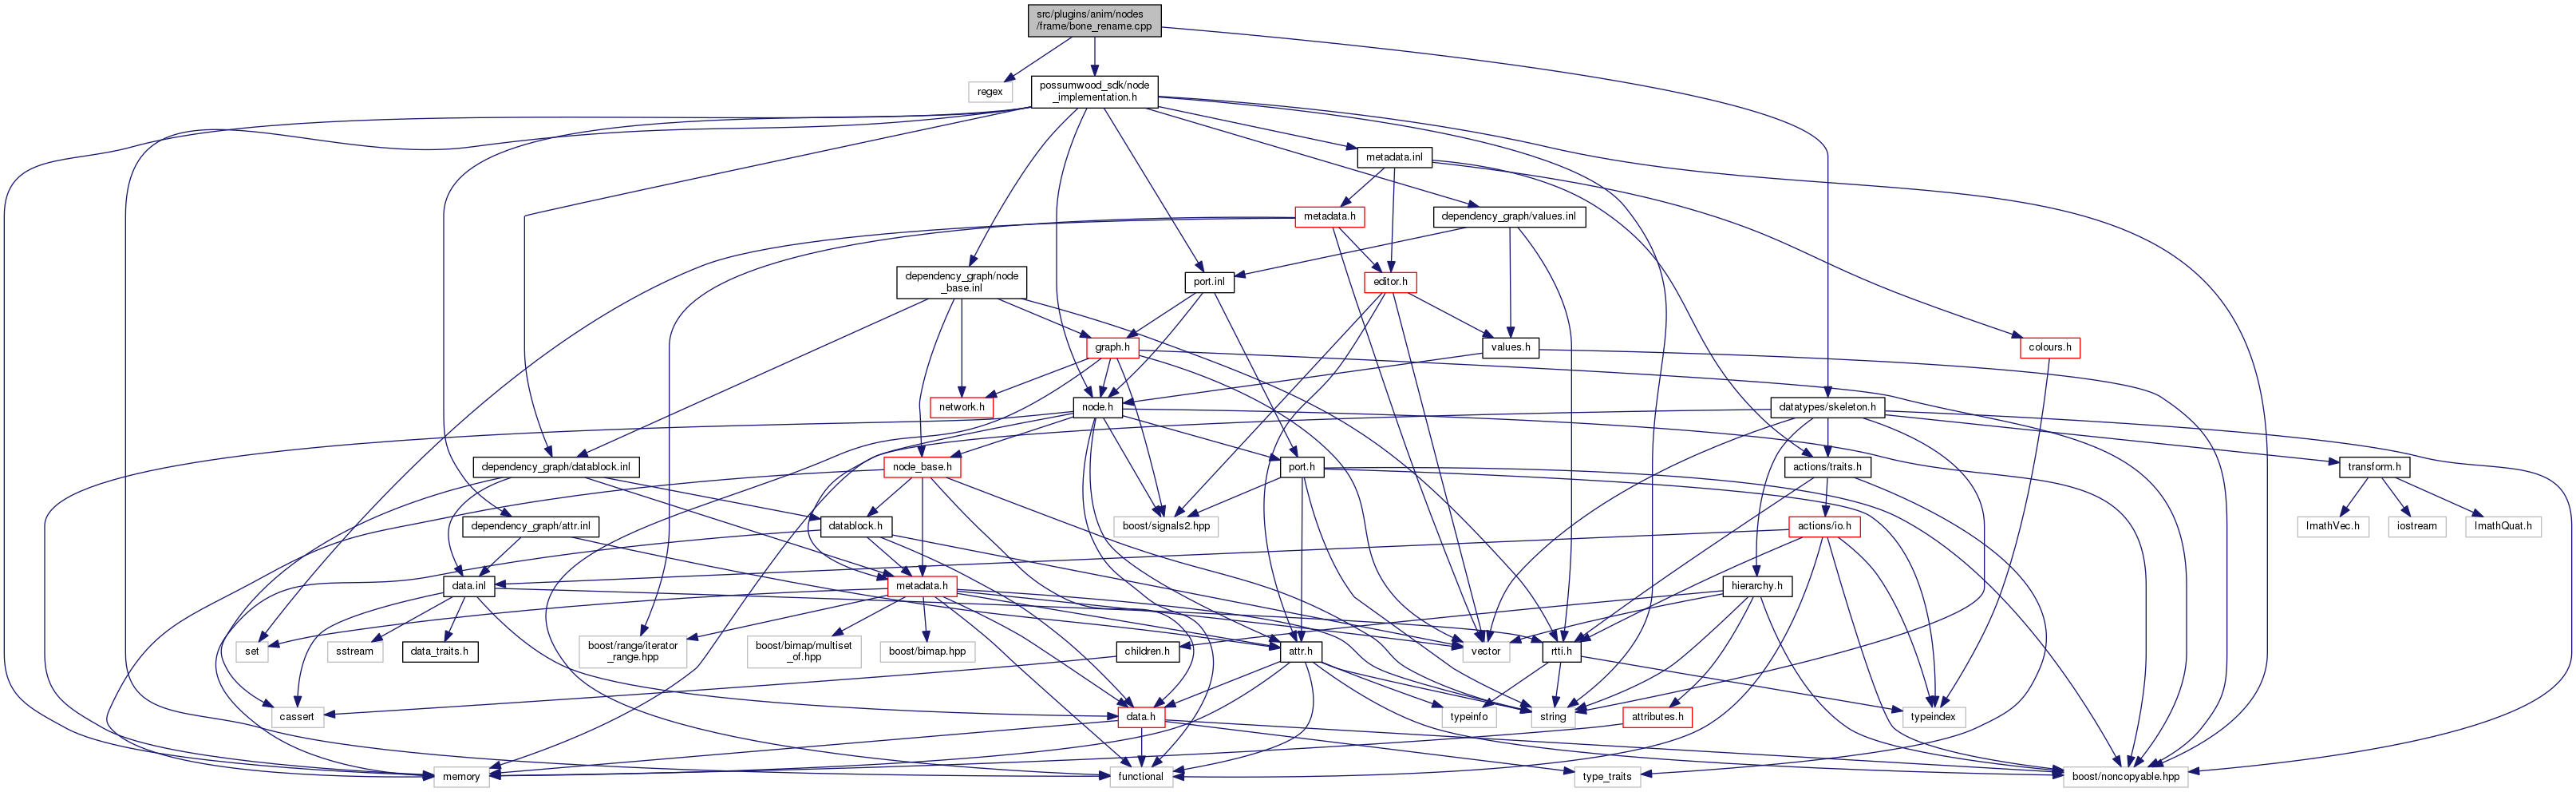 src/plugins/anim/nodes
/frame/bone_rename.cpp
regex
possumwood_sdk/node
_implementation.h
metadata.inl
metadata.h
dependency_graph/values.inl
dependency_graph/node
_base.inl
port.inl
editor.h
graph.h
values.h
colours.h
network.h
node.h
datatypes/skeleton.h
dependency_graph/datablock.inl
node_base.h
port.h
actions/traits.h
transform.h
dependency_graph/attr.inl
datablock.h
boost/signals2.hpp
actions/io.h
ImathVec.h
iostream
ImathQuat.h
data.inl
metadata.h
hierarchy.h
set
sstream
data_traits.h
boost/range/iterator
_range.hpp
boost/bimap/multiset
_of.hpp
boost/bimap.hpp
children.h
attr.h
vector
rtti.h
cassert
data.h
typeinfo
string
attributes.h
typeindex
memory
functional
type_traits
boost/noncopyable.hpp